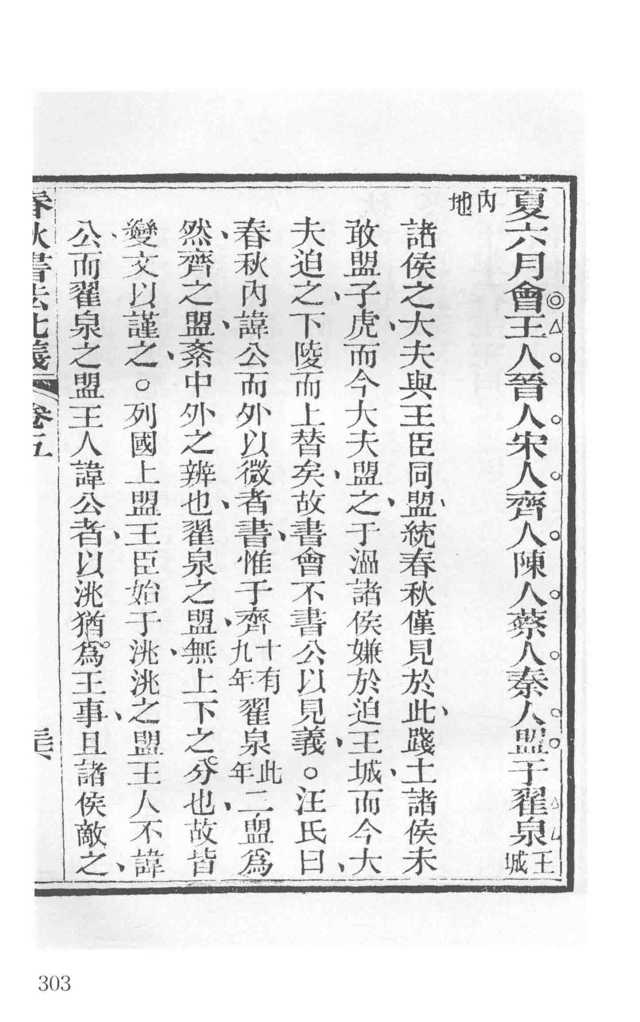 夏六月會王人晉人宋人齊人陳人蔡人秦人盟于翟泉王城
內地
諸侯之大夫與王臣同盟統春秋僅見於此踐土諸侯未
敢盟子虎而今大夫盟之于溫諸侯嫌於迫王城而今大
夫迫之下陵而上替矣故書會不書公以見義。汪氏曰
春秋內諱公而外以微者書惟于齊十有九年翟泉此年二盟為
然齊之盟紊中外之辨也翟泉之盟無上下之分也故皆
變文以謹之。列國上盟王臣始于洮洮之盟王人不諱
公而翟泉之盟王人諱公者以洮猶為王事且諸侯敵之
春秋書法比義 卷五
303